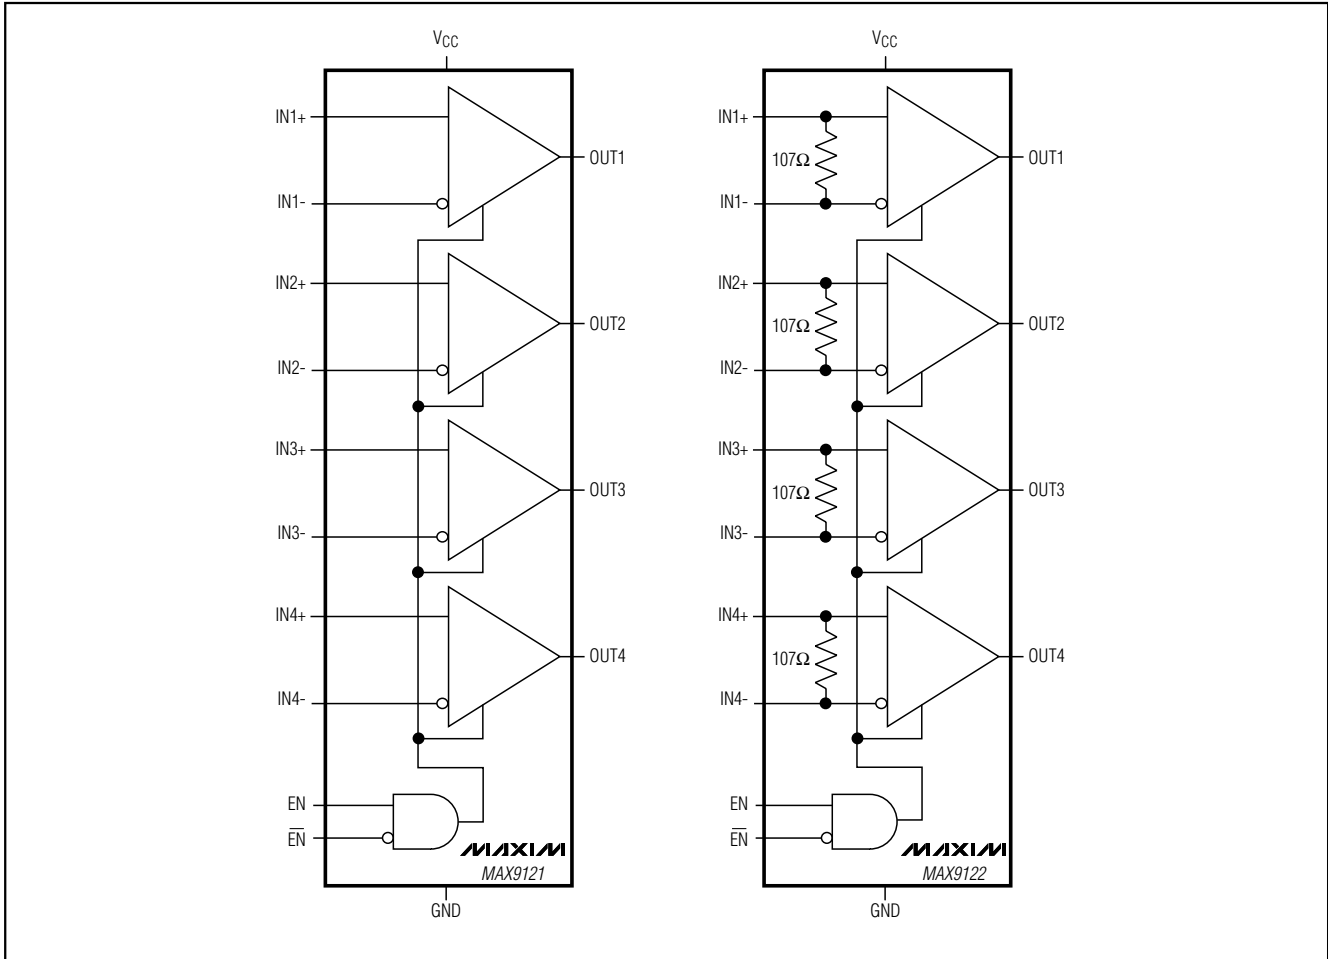 VCC
IN1+
OUT1
IN1-
IN2+
OUT2
IN2-
IN3+
OUT3
IN3-
IN4+
OUT4
IN4-
EN
E̅N̅
MAXIM
MAX9121
GND
VCC
IN1+
107Ω
OUT1
IN1-
IN2+
107Ω
OUT2
IN2-
IN3+
107Ω
OUT3
IN3-
IN4+
107Ω
OUT4
IN4-
EN
E̅N̅
MAXIM
MAX9122
GND